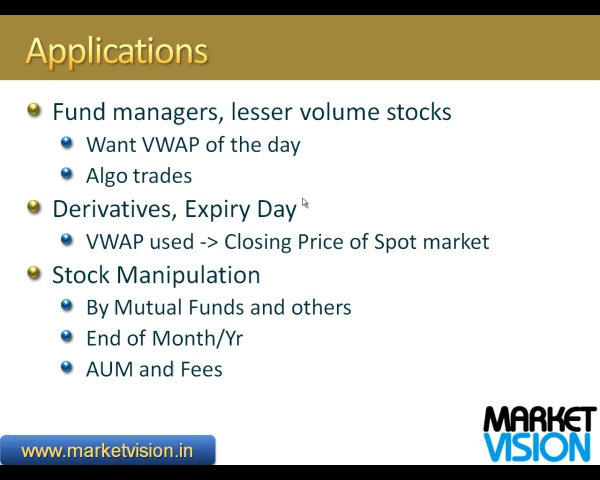 Applications
Fund managers, lesser volume stocks
Want VWAP of the day
Algo trades
Derivatives, Expiry Day
VWAP used -> Closing Price of Spot market
Stock Manipulation
By Mutual Funds and others
End of Month/Yr
AUM and Fees
MARKET
VISION
www.marketvision.in